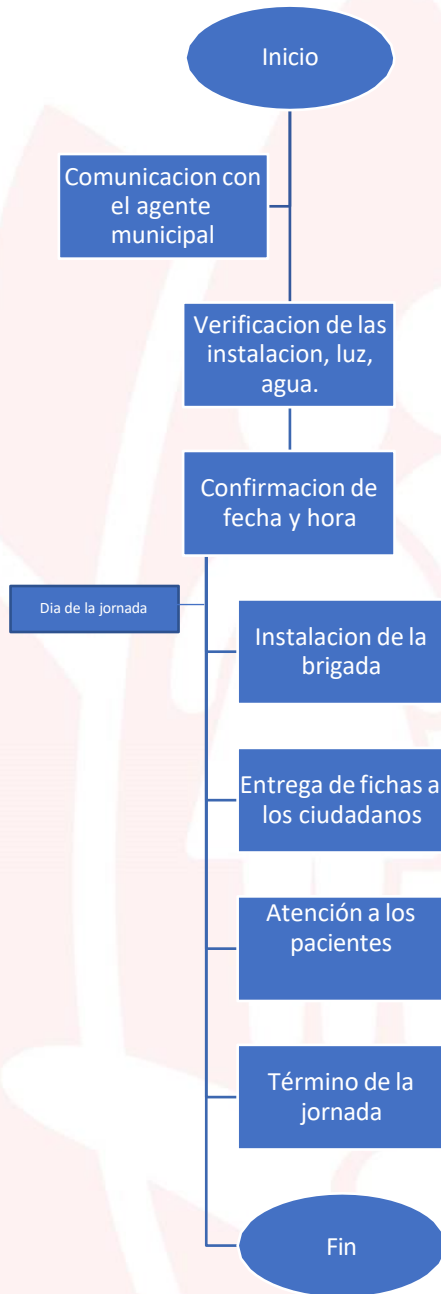 Inicio
Comunicacion con
el agente
municipal
Verificacion de las
instalacion, luz,
agua.
Confirmacion de
fecha y hora
Dia de la jornada
Instalacion de la
brigada
Entrega de fichas a
los ciudadanos
Atención a los
pacientes
Término de la
jornada
Fin